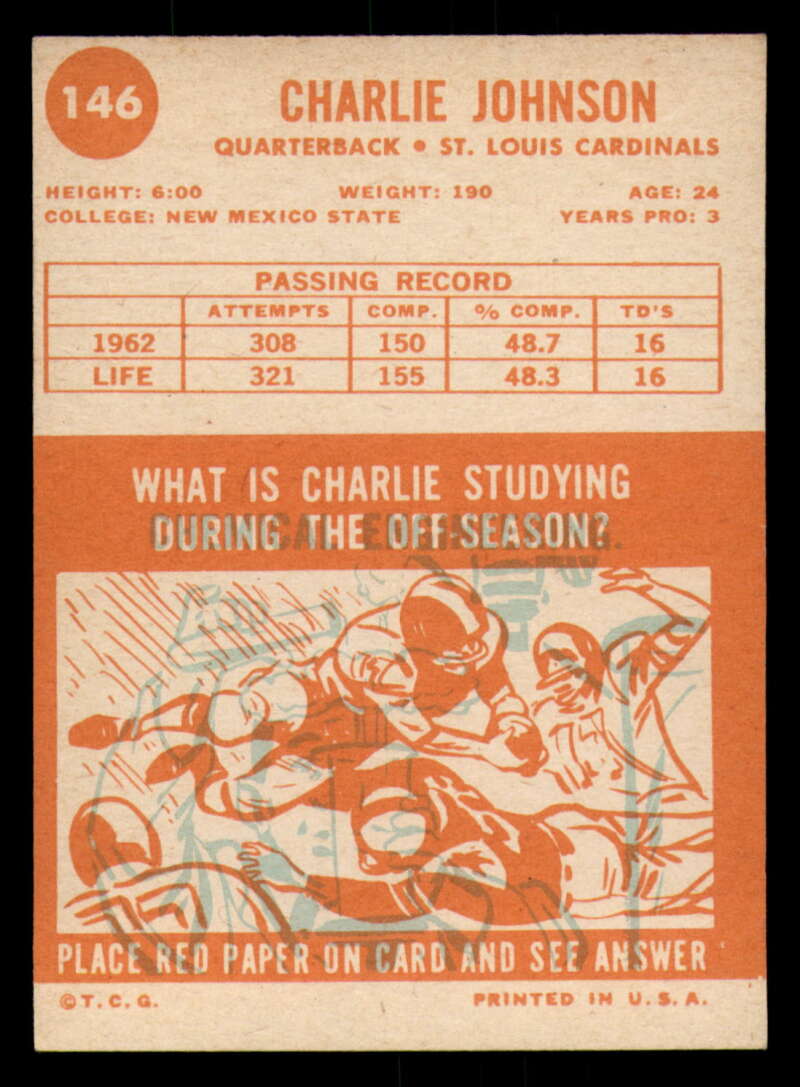 146
CHARLIE JOHNSON
QUARTERBACK • ST. LOUIS CARDINALS
HEIGHT: 6:00 WEIGHT: 190 AGE: 24
COLLEGE: NEW MEXICO STATE YEARS PRO: 3
PASSING RECORD
ATTEMPTS COMP. % COMP. TD'S
1962 308 150 48.7 16
LIFE 321 155 48.3 16
WHAT IS CHARLIE STUDYING
DURING THE OFF-SEASON?
CHEMICAL ENGINEERING.
PLACE RED PAPER ON CARD AND SEE ANSWER
©T.C.G. PRINTED IN U.S.A.